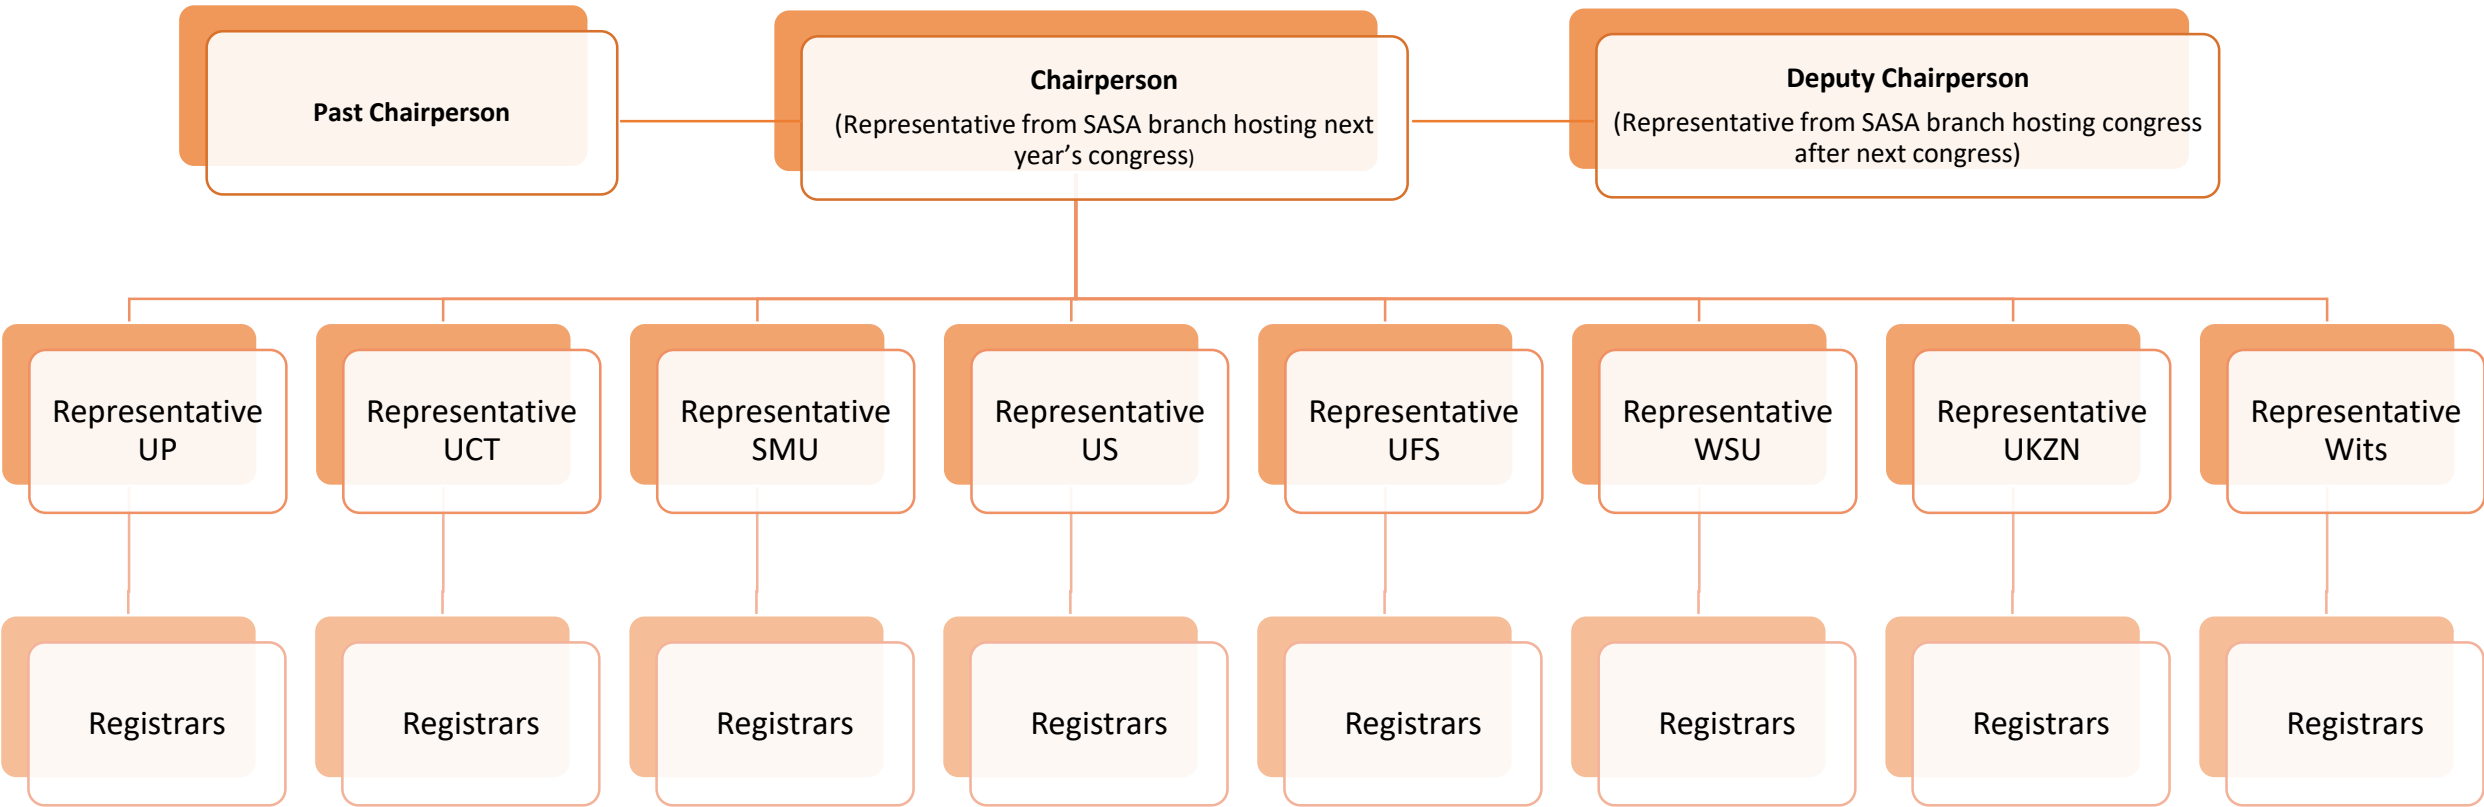 Past Chairperson
Chairperson
(Representative from SASA branch hosting next
year’s congress)
Deputy Chairperson
(Representative from SASA branch hosting congress
after next congress)
Representative
UP
Representative
UCT
Representative
SMU
Representative
US
Representative
UFS
Representative
WSU
Representative
UKZN
Representative
Wits
Registrars
Registrars
Registrars
Registrars
Registrars
Registrars
Registrars
Registrars